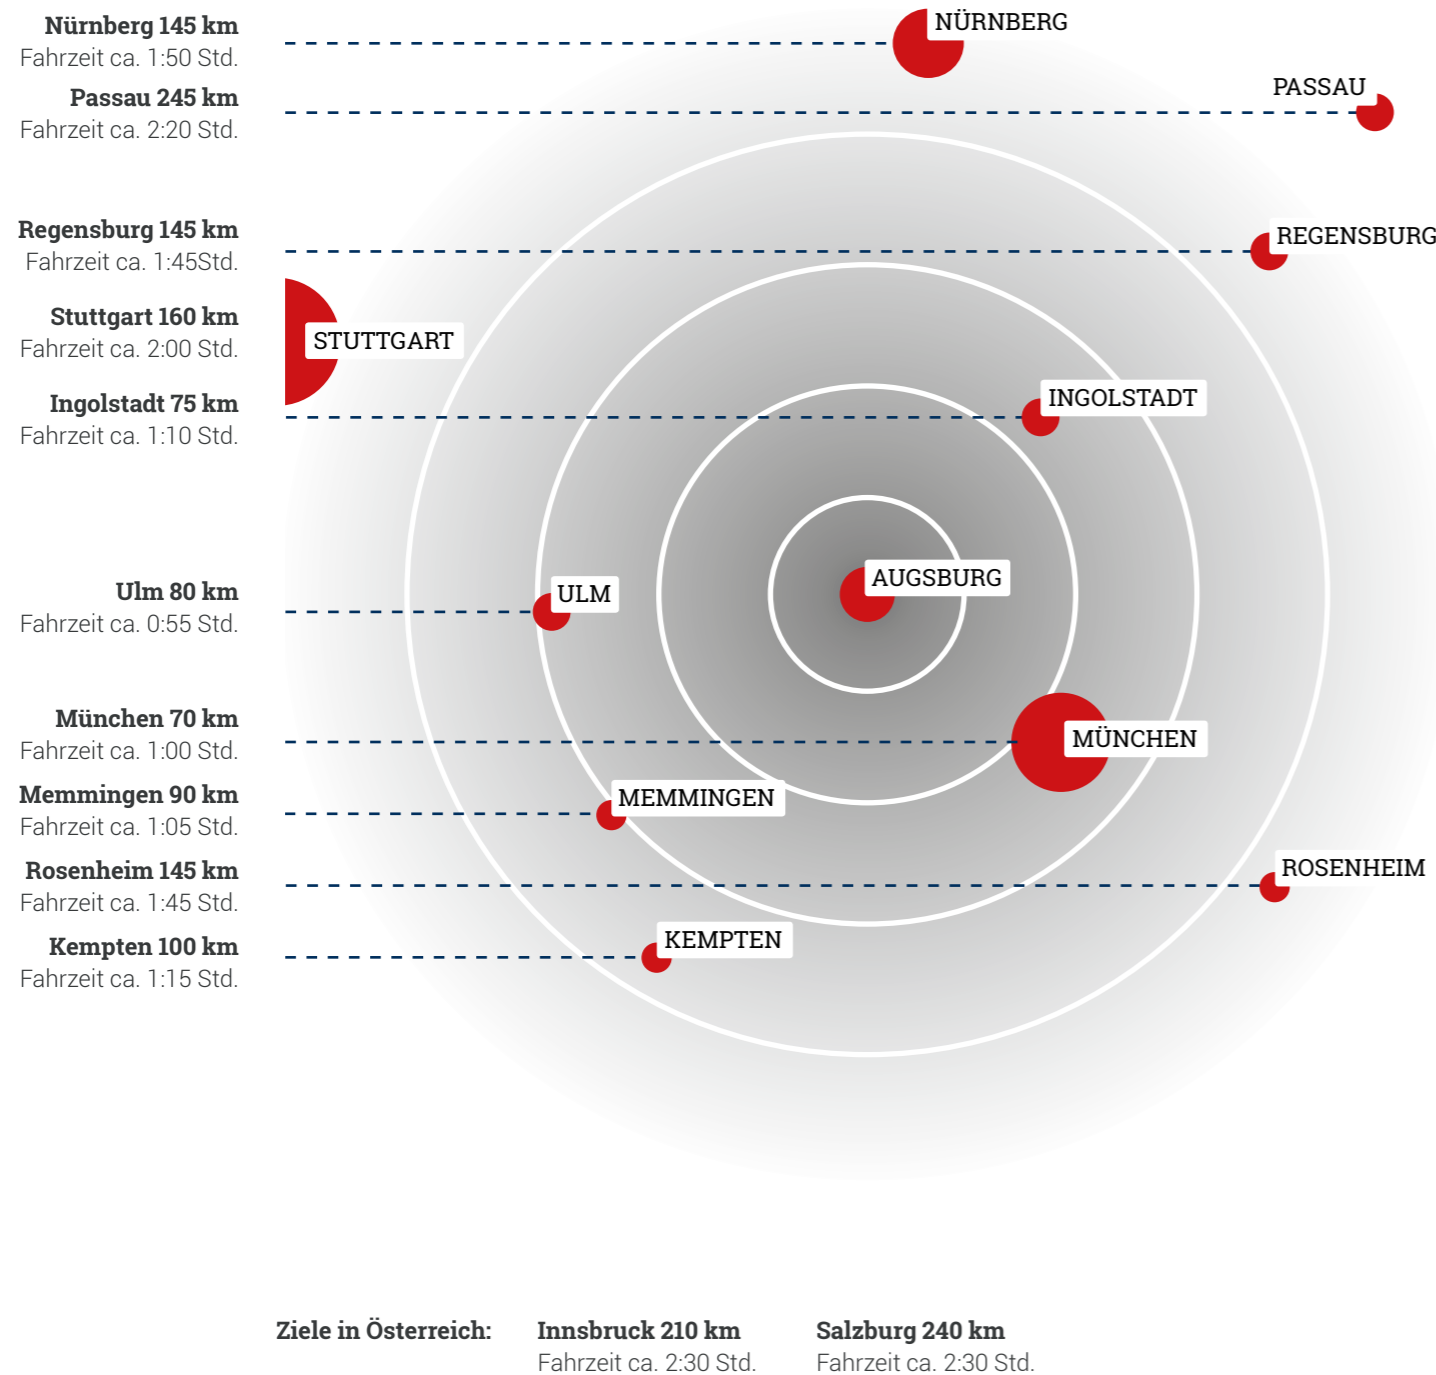 Nürnberg 145 km
Fahrzeit ca. 1:50 Std.
Passau 245 km
Fahrzeit ca. 2:20 Std.
Regensburg 145 km
Fahrzeit ca. 1:45Std.
Stuttgart 160 km
Fahrzeit ca. 2:00 Std.
Ingolstadt 75 km
Fahrzeit ca. 1:10 Std.
Ulm 80 km
Fahrzeit ca. 0:55 Std.
München 70 km
Fahrzeit ca. 1:00 Std.
Memmingen 90 km
Fahrzeit ca. 1:05 Std.
Rosenheim 145 km
Fahrzeit ca. 1:45 Std.
Kempten 100 km
Fahrzeit ca. 1:15 Std.
NÜRNBERG
PASSAU
REGENSBURG
STUTTGART
INGOLSTADT
AUGSBURG
ULM
MÜNCHEN
MEMMINGEN
ROSENHEIM
KEMPTEN
Ziele in Österreich:
Innsbruck 210 km
Fahrzeit ca. 2:30 Std.
Salzburg 240 km
Fahrzeit ca. 2:30 Std.